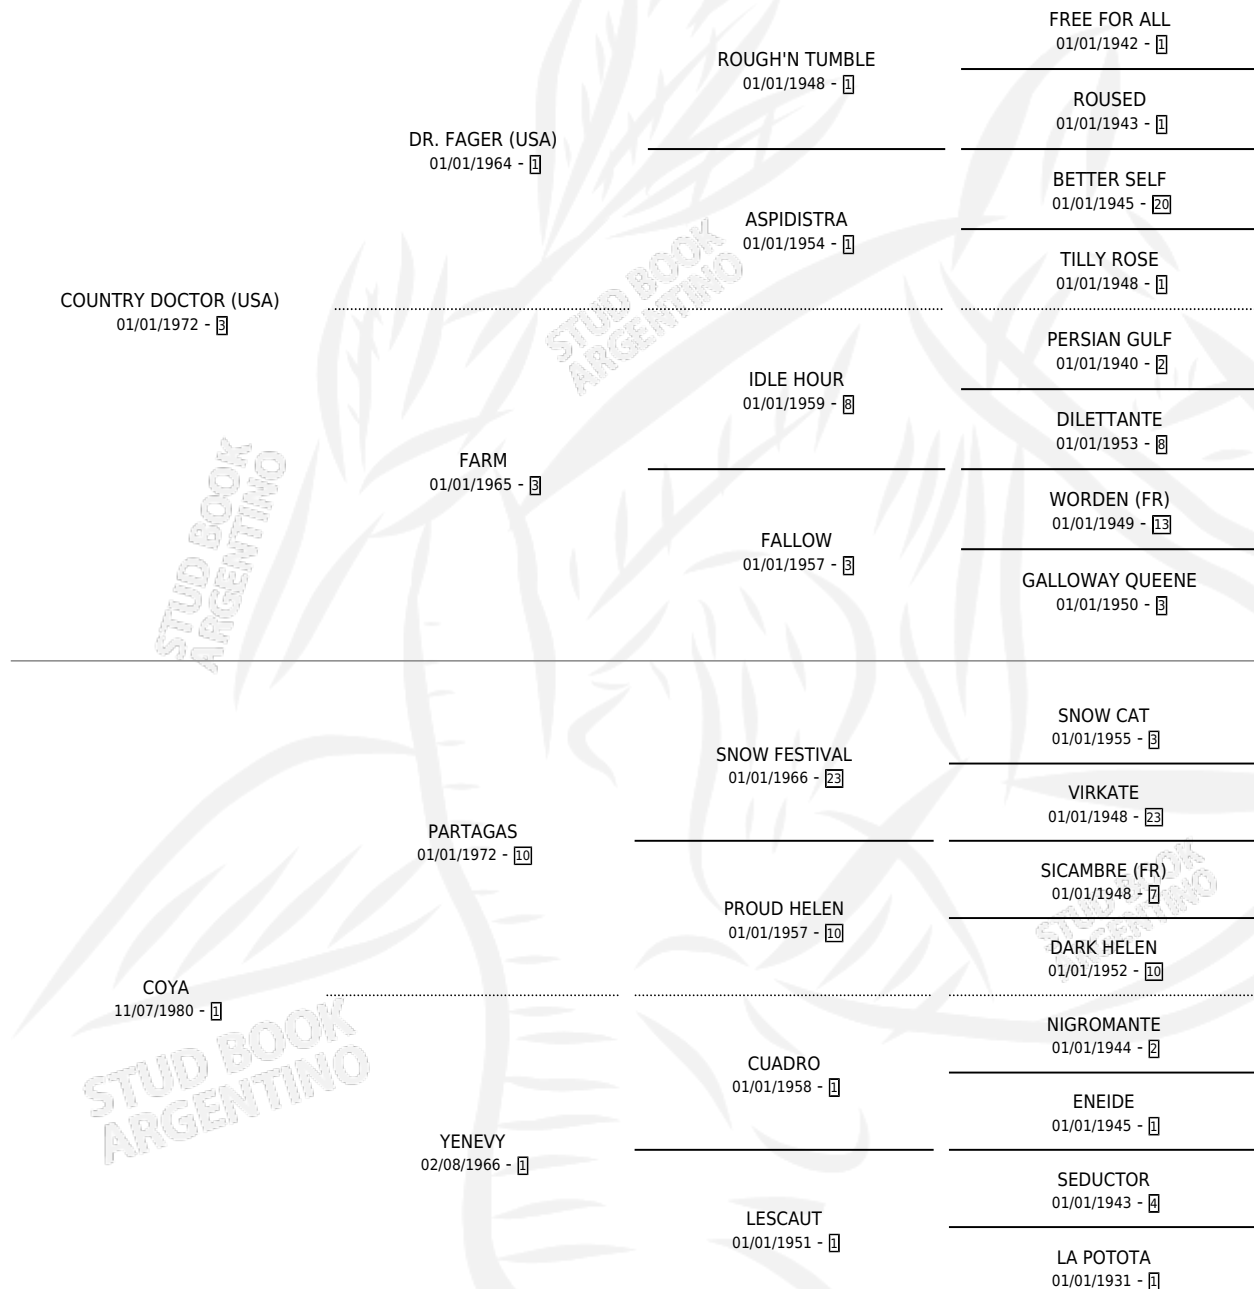 FREE FOR ALL
01/01/1942 - 1
ROUGH'N TUMBLE
01/01/1948 - 1
ROUSED
01/01/1943 - 1
DR. FAGER (USA)
01/01/1964 - 1
BETTER SELF
01/01/1945 - 20
ASPIDISTRA
01/01/1954 - 1
TILLY ROSE
01/01/1948 - 1
COUNTRY DOCTOR (USA)
01/01/1972 - 3
PERSIAN GULF
01/01/1940 - 2
IDLE HOUR
01/01/1959 - 8
DILETTANTE
01/01/1953 - 8
FARM
01/01/1965 - 3
WORDEN (FR)
01/01/1949 - 13
FALLOW
01/01/1957 - 3
GALLOWAY QUEENE
01/01/1950 - 3
SNOW CAT
01/01/1955 - 3
SNOW FESTIVAL
01/01/1966 - 23
VIRKATE
01/01/1948 - 23
PARTAGAS
01/01/1972 - 10
SICAMBRE (FR)
01/01/1948 - 7
PROUD HELEN
01/01/1957 - 10
DARK HELEN
01/01/1952 - 10
COYA
11/07/1980 - 1
NIGROMANTE
01/01/1944 - 2
CUADRO
01/01/1958 - 1
ENEIDE
01/01/1945 - 1
YENEVY
02/08/1966 - 1
SEDUCTOR
01/01/1943 - 4
LESCAUT
01/01/1951 - 1
LA POTOTA
01/01/1931 - 1
STUD BOOK
ARGENTINO
STUD BOOK
ARGENTINO
STUD BOOK
ARGENTINO
STUD BOOK
ARGENTINO